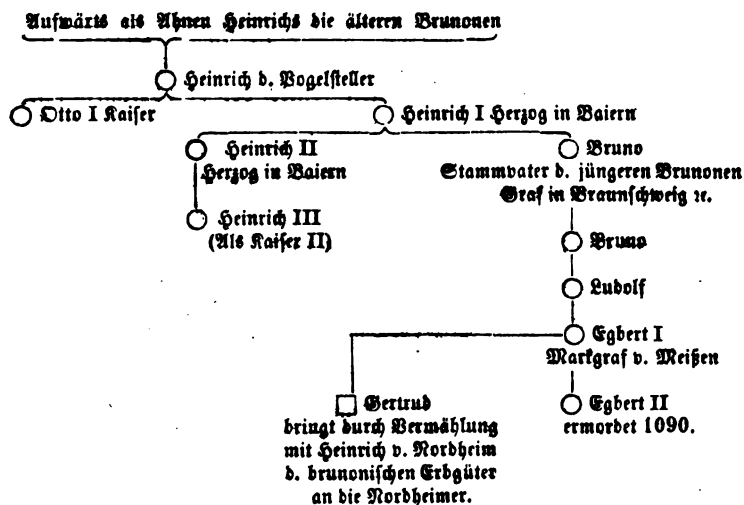 Aufwärts als Ahnen Heinrichs die älteren Brunonen
Heinrich d. Vogelsteller
Otto I Kaiser
Heinrich I Herzog in Baiern
Heinrich II
Herzog in Baiern
Bruno
Stammvater d. jüngeren Brunonen
Graf in Braunschweig ꝛc.
Heinrich III
(Als Kaiser II)
Bruno
Ludolf
Egbert I
Markgraf v. Meißen
Gertrud
bringt durch Vermählung
mit Heinrich v. Nordheim
d. brunonischen Erbgüter
an die Nordheimer.
Egbert II
ermordet 1090.